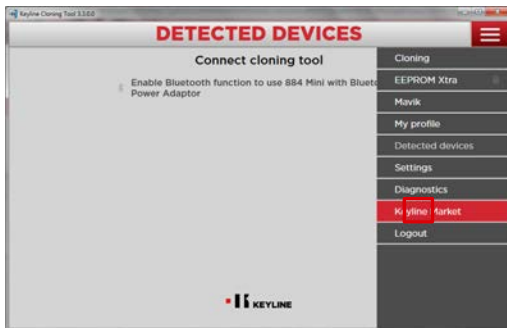 Keyline Cloning Tool 3.3.0.0
DETECTED DEVICES
Connect cloning tool
Enable Bluetooth function to use 884 Mini with Blueto
Power Adaptor
Cloning
EEPROM Xtra
Mavik
My profile
Detected devices
Settings
Diagnostics
Keyline Market
Logout
KEYLINE